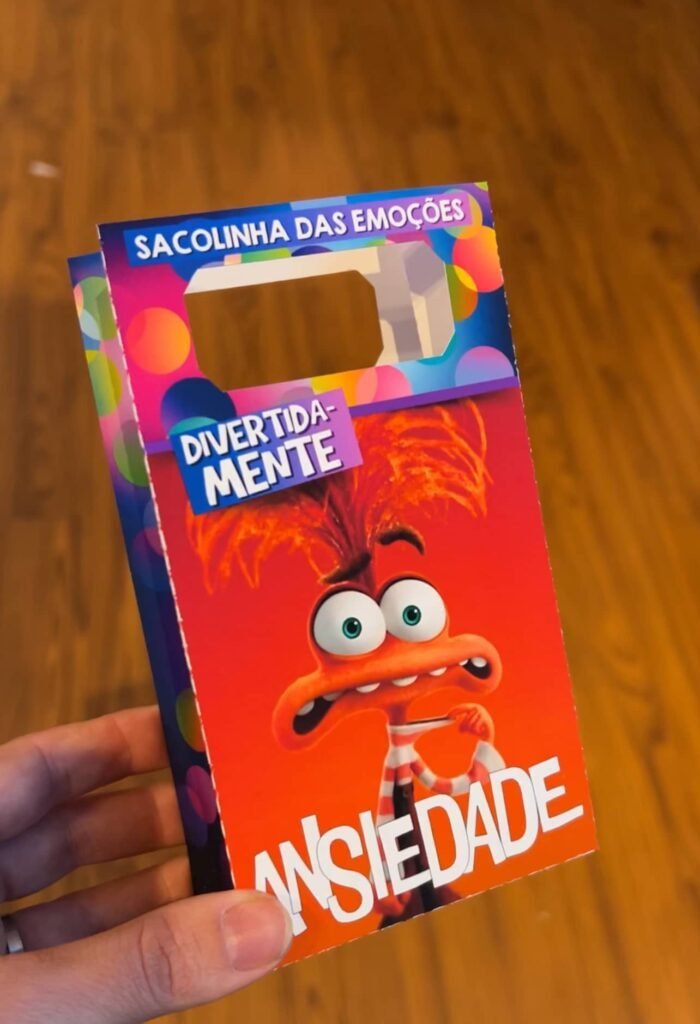 SACOLINHA DAS EMOÇÕES
DIVERTIDA-
MENTE
ANSIEDADE